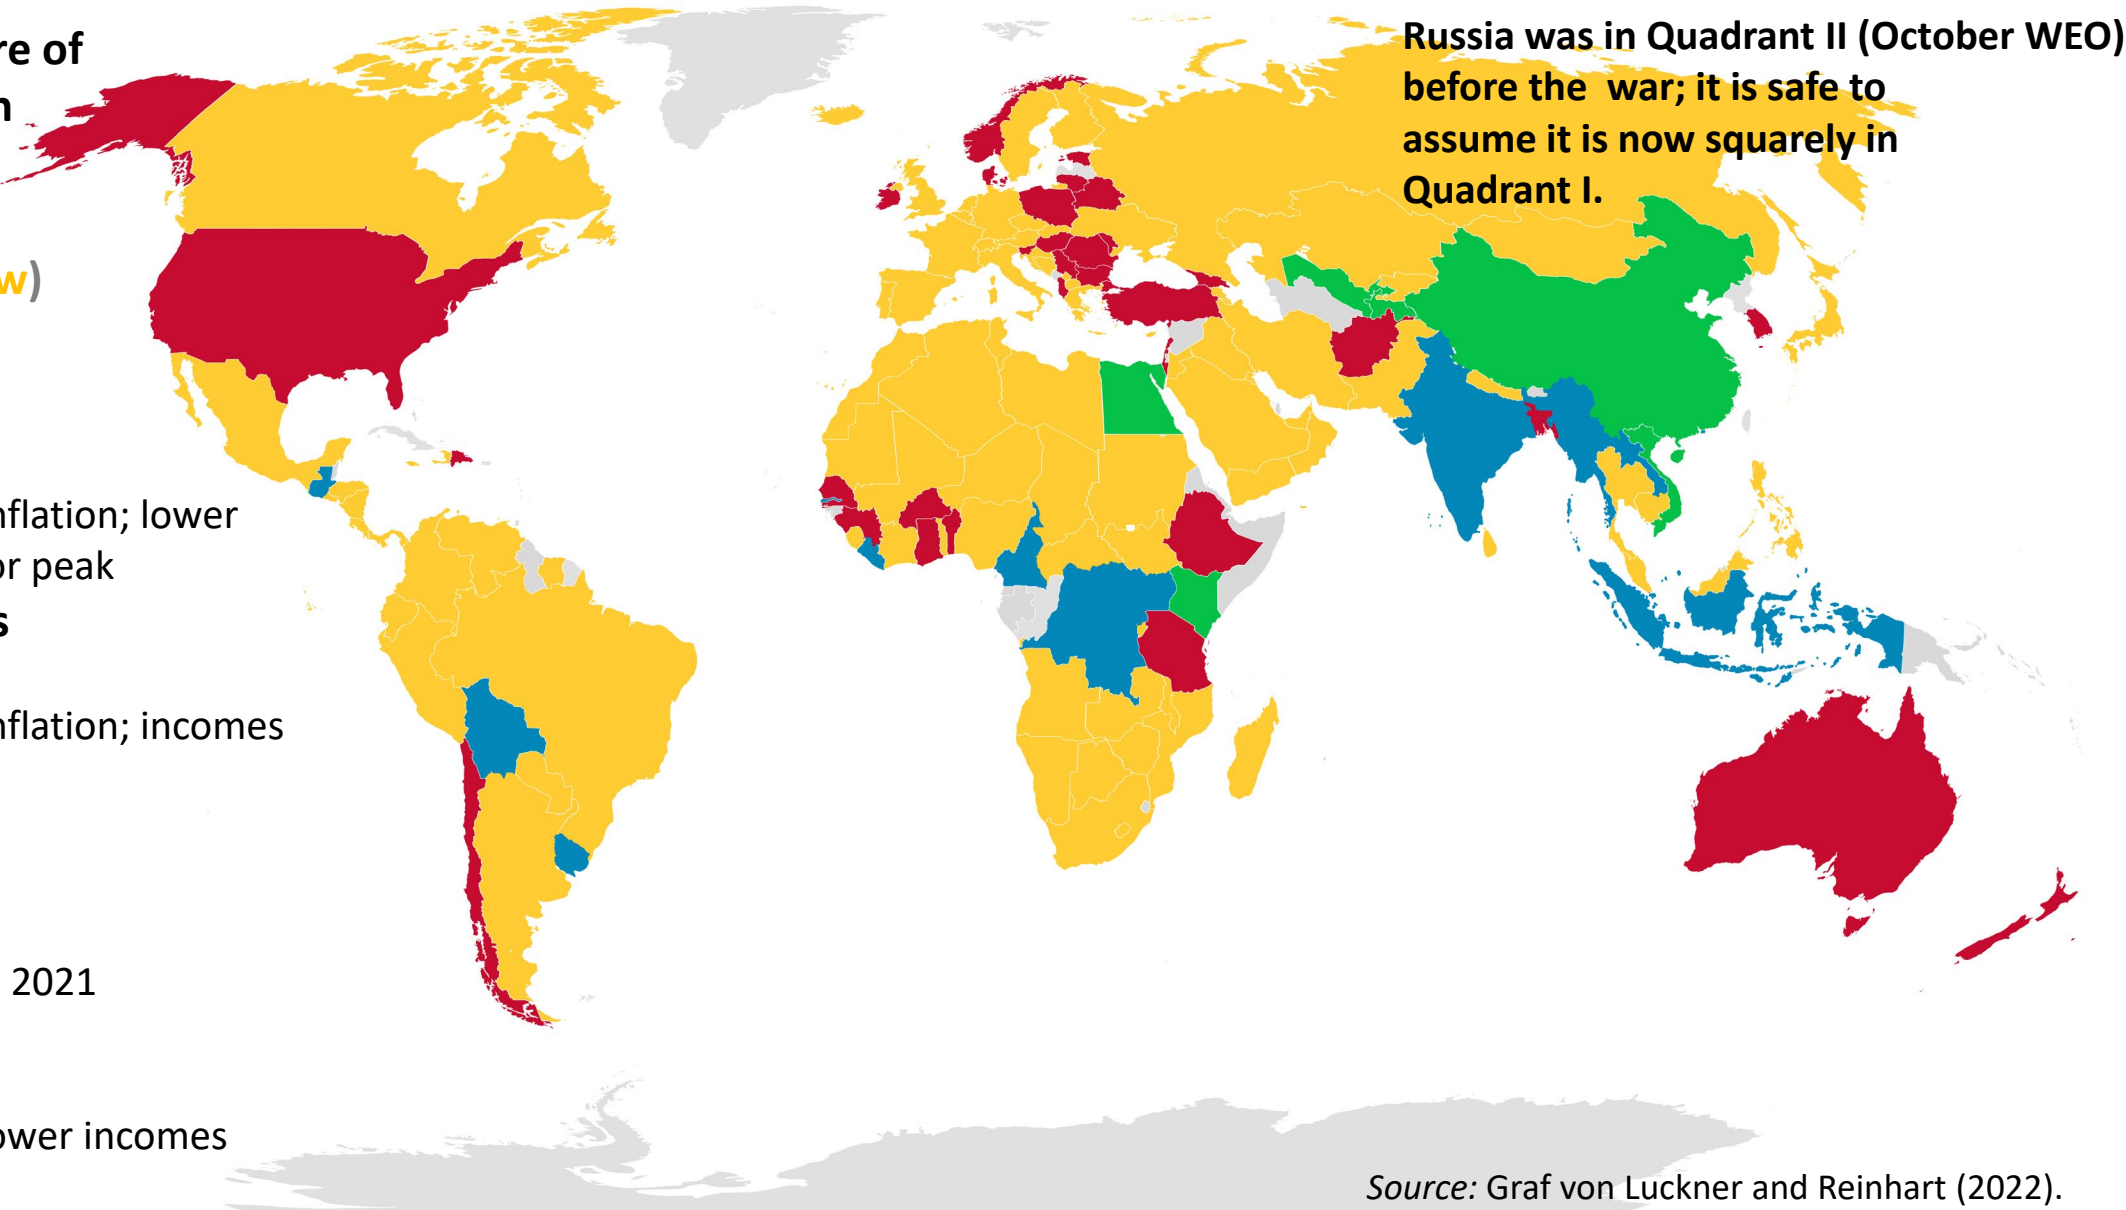 re of
n
w)
nflation; lower
or peak
s
nflation; incomes
2021
ower incomes
Russia was in Quadrant II (October WEO)
before the war; it is safe to
assume it is now squarely in
Quadrant I.
Source: Graf von Luckner and Reinhart (2022).